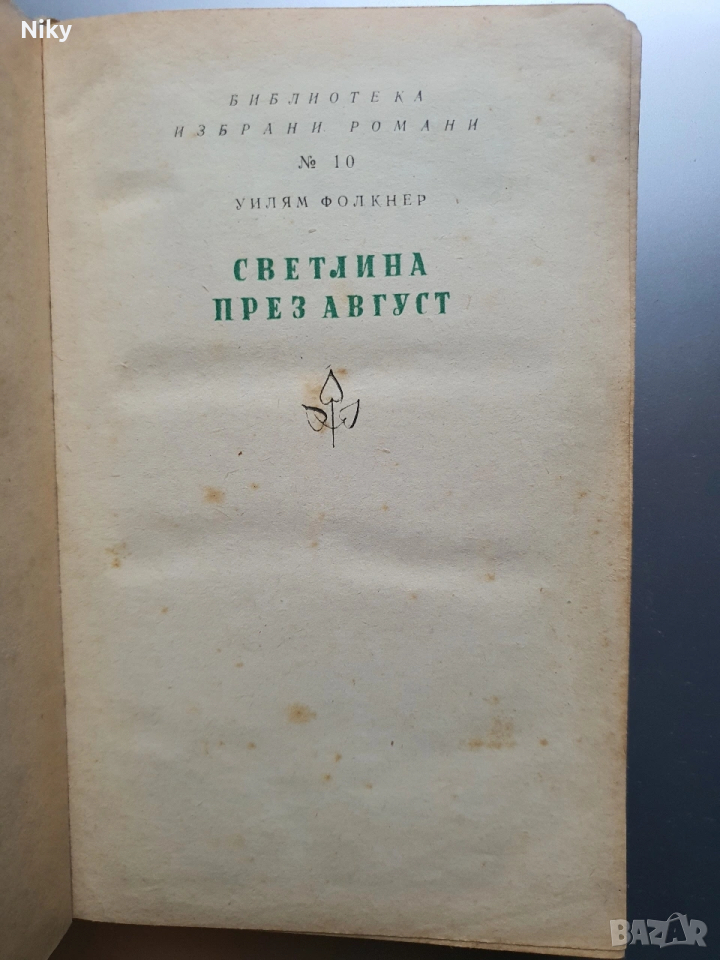 Niky
БИБЛИОТЕКА
ИЗБРАНИ РОМАНИ
№ 10
УИЛЯМ ФОЛКНЕР
СВЕТЛИНА
ПРЕЗ АВГУСТ
BAZAR